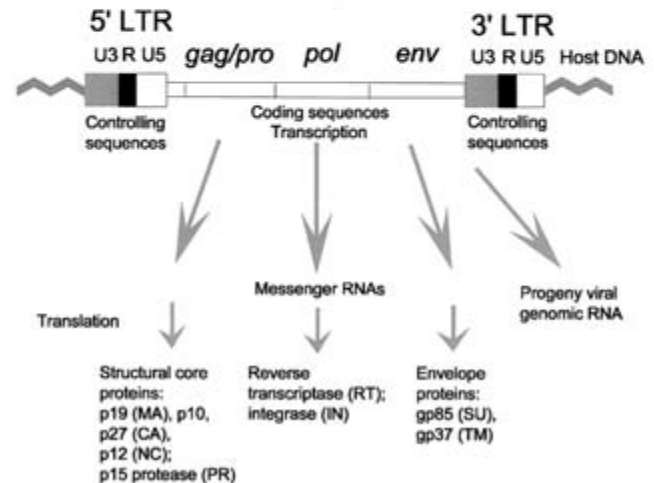 5' LTR
3' LTR
U3 R U5
gag/pro
pol
env
U3 R U5
Host DNA
Controlling
sequences
Coding sequences
Transcription
Controlling
sequences
Messenger RNAs
Progeny viral
genomic RNA
Translation
Structural core
proteins:
p19 (MA), p10,
p27 (CA),
p12 (NC);
p15 protease (PR)
Reverse
transcriptase (RT);
integrase (IN)
Envelope
proteins:
gp85 (SU),
gp37 (TM)